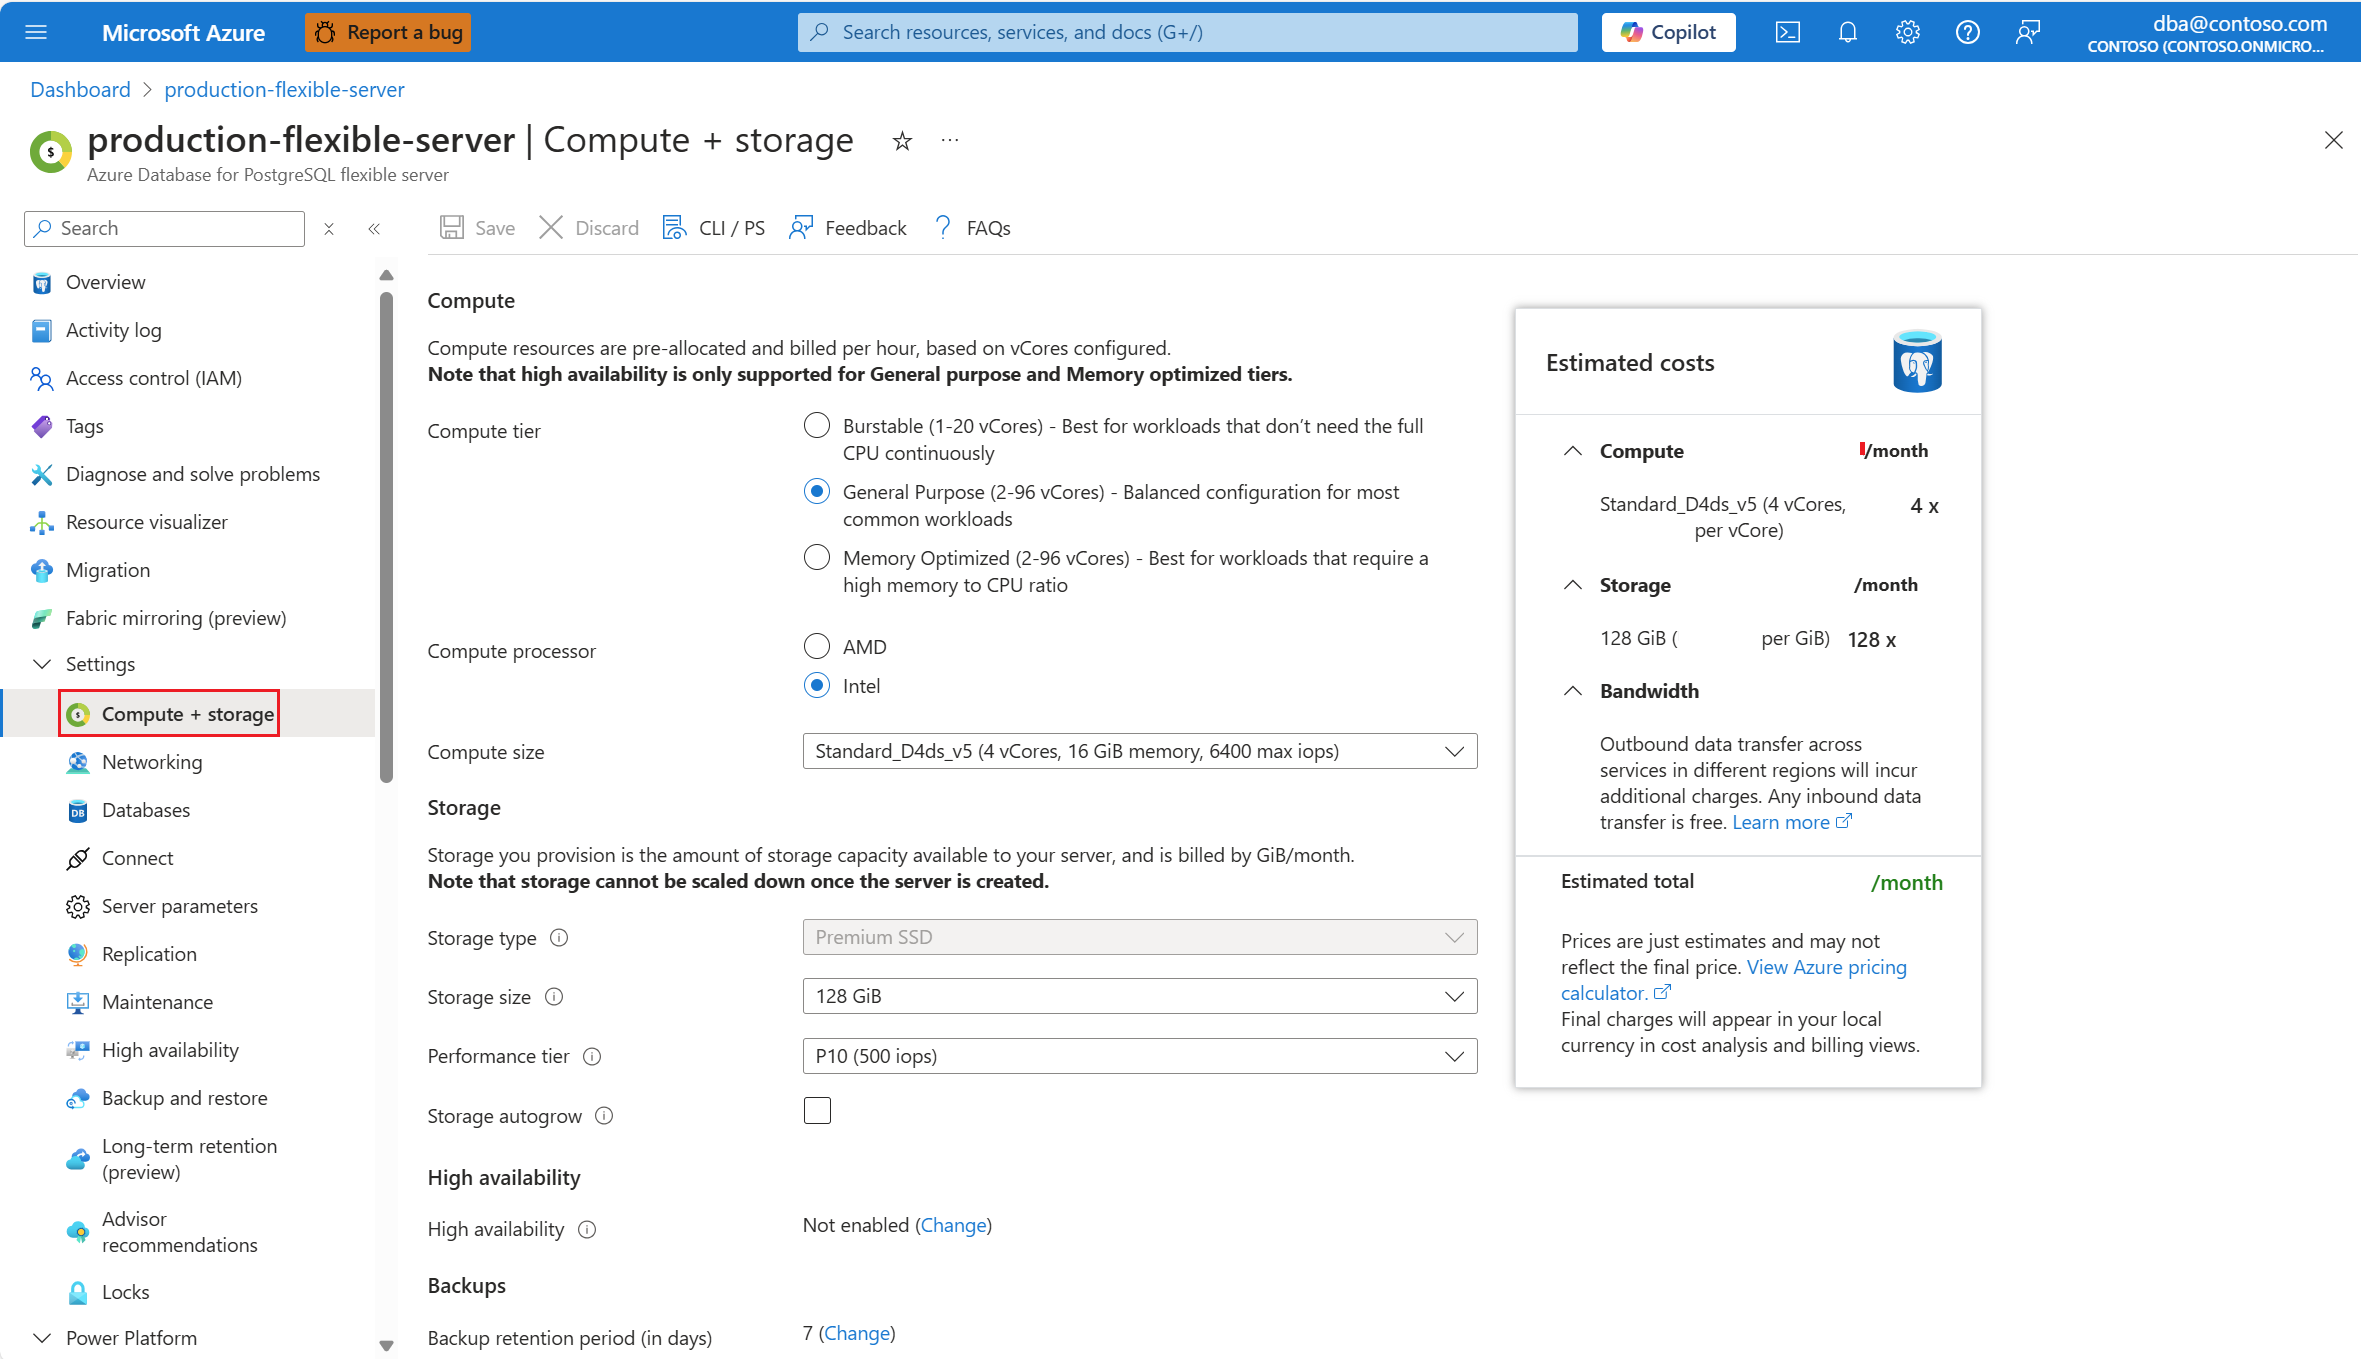 Microsoft Azure
Report a bug
Search resources, services, and docs (G+/)
Copilot
dba@contoso.com
CONTOSO (CONTOSO.ONMICRO...
Dashboard > production-flexible-server
production-flexible-server | Compute + storage
Azure Database for PostgreSQL flexible server
Search
Save
Discard
CLI / PS
Feedback
FAQs
Overview
Activity log
Access control (IAM)
Tags
Diagnose and solve problems
Resource visualizer
Migration
Fabric mirroring (preview)
Settings
Compute + storage
Networking
Databases
Connect
Server parameters
Replication
Maintenance
High availability
Backup and restore
Long-term retention
(preview)
Advisor
recommendations
Locks
Power Platform
Compute
Compute resources are pre-allocated and billed per hour, based on vCores configured.
Note that high availability is only supported for General purpose and Memory optimized tiers.
Compute tier
Burstable (1-20 vCores) - Best for workloads that don't need the full
CPU continuously
General Purpose (2-96 vCores) - Balanced configuration for most
common workloads
Memory Optimized (2-96 vCores) - Best for workloads that require a
high memory to CPU ratio
Compute processor
AMD
Intel
Compute size
Standard_D4ds_v5 (4 vCores, 16 GiB memory, 6400 max iops)
Storage
Storage you provision is the amount of storage capacity available to your server, and is billed by GiB/month.
Note that storage cannot be scaled down once the server is created.
Storage type
Premium SSD
Storage size
128 GiB
Performance tier
P10 (500 iops)
Storage autogrow
High availability
High availability
Not enabled (Change)
Backups
Backup retention period (in days)
7 (Change)
Estimated costs
Compute /month
Standard_D4ds_v5 (4 vCores, 4 x
per vCore)
Storage /month
128 GiB ( per GiB) 128 x
Bandwidth
Outbound data transfer across
services in different regions will incur
additional charges. Any inbound data
transfer is free. Learn more
Estimated total /month
Prices are just estimates and may not
reflect the final price. View Azure pricing
calculator.
Final charges will appear in your local
currency in cost analysis and billing views.